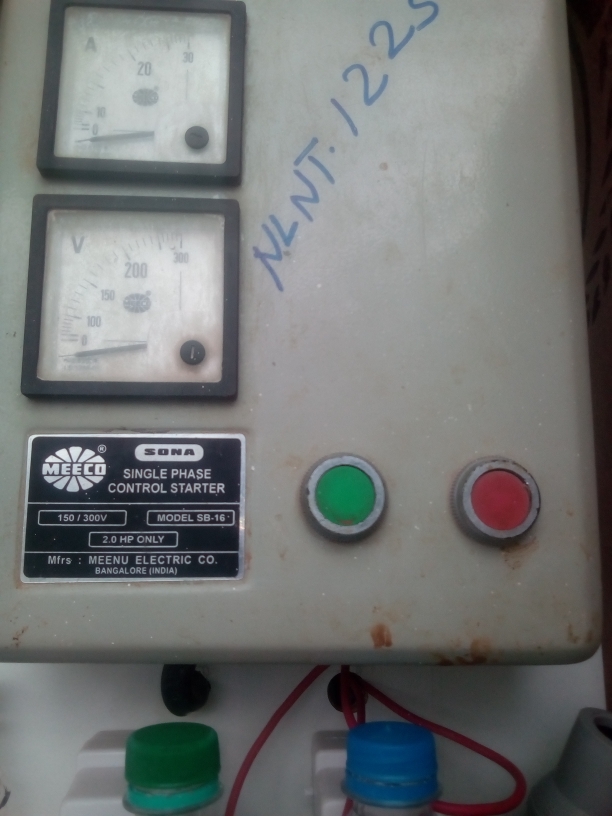 A
30
20
10
0
NLNT.1225
V
300
200
150
100
0
MEECO®
SONA
SINGLE PHASE
CONTROL STARTER
150 / 300V
MODEL SB-16
2.0 HP ONLY
Mfrs : MEENU ELECTRIC CO.
BANGALORE (INDIA)